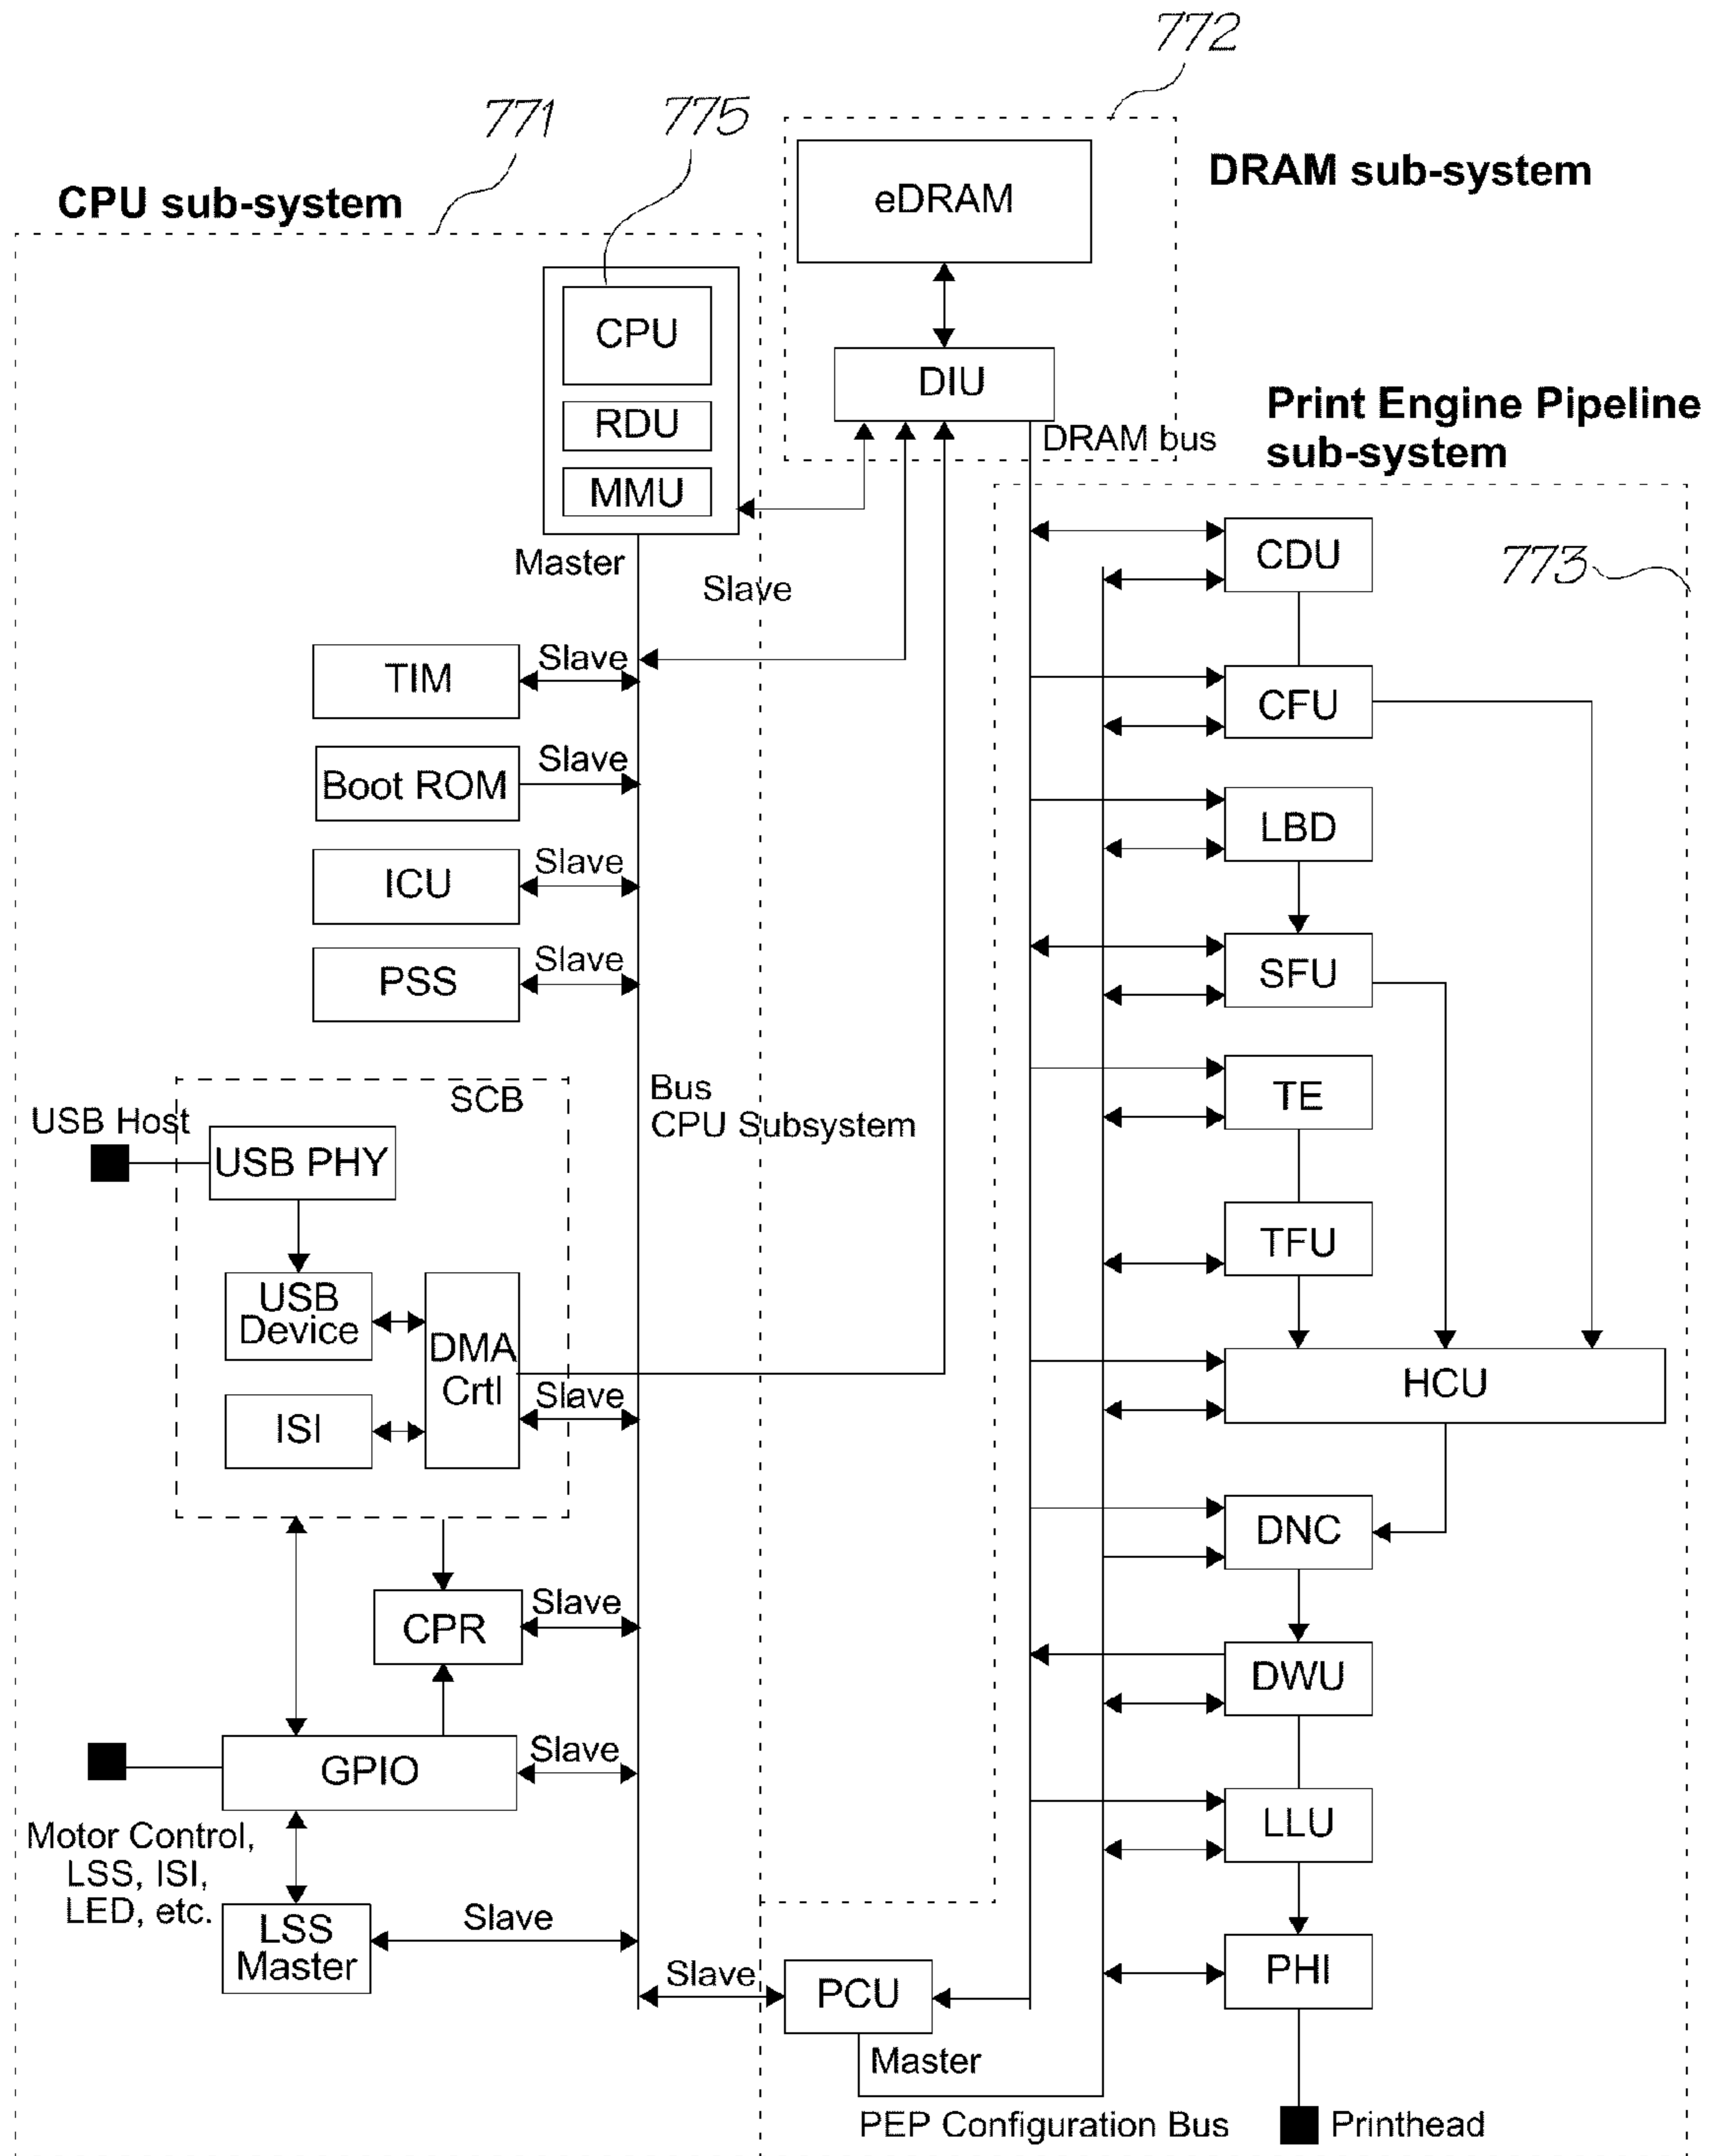 772
771
775
DRAM sub-system
CPU sub-system
eDRAM
CPU
DIU
RDU
DRAM bus
Print Engine Pipeline
sub-system
MMU
Master
Slave
CDU
773
TIM
Slave
CFU
Boot ROM
Slave
LBD
ICU
Slave
PSS
Slave
SFU
SCB
Bus
CPU Subsystem
TE
USB Host
USB PHY
TFU
USB
Device
DMA
Crtl
Slave
HCU
ISI
DNC
CPR
Slave
DWU
GPIO
Slave
Motor Control,
LSS, ISI,
LED, etc.
LLU
LSS
Master
Slave
PHI
Slave
PCU
Master
PEP Configuration Bus
Printhead